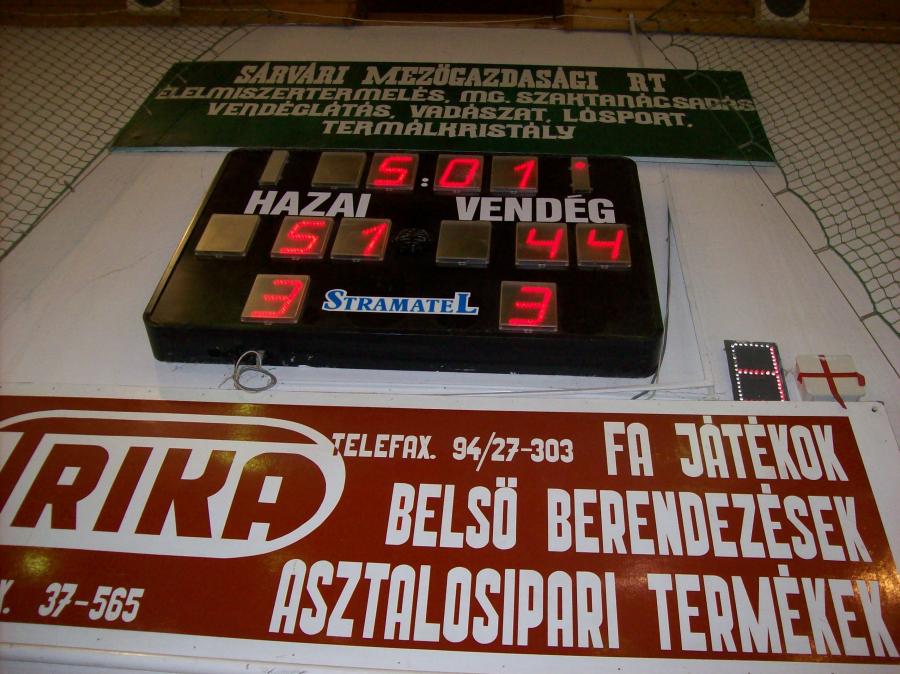 SÁRVÁRI MEZŐGAZDASÁGI RT
ÉLELMISZERTERMELÉS, MG. SZAKTANÁCSADÁS
VENDÉGLÁTÁS, VADÁSZAT, LÓSPORT,
TERMÁLKRISTÁLY
5:01
HAZAI VENDÉG
51 44
3 STRAMATEL 3
TRIKA
TELEFAX. 94/27-303 FA JÁTÉKOK
BELSŐ BERENDEZÉSEK
X. 37-565 ASZTALOSIPARI TERMÉKEK